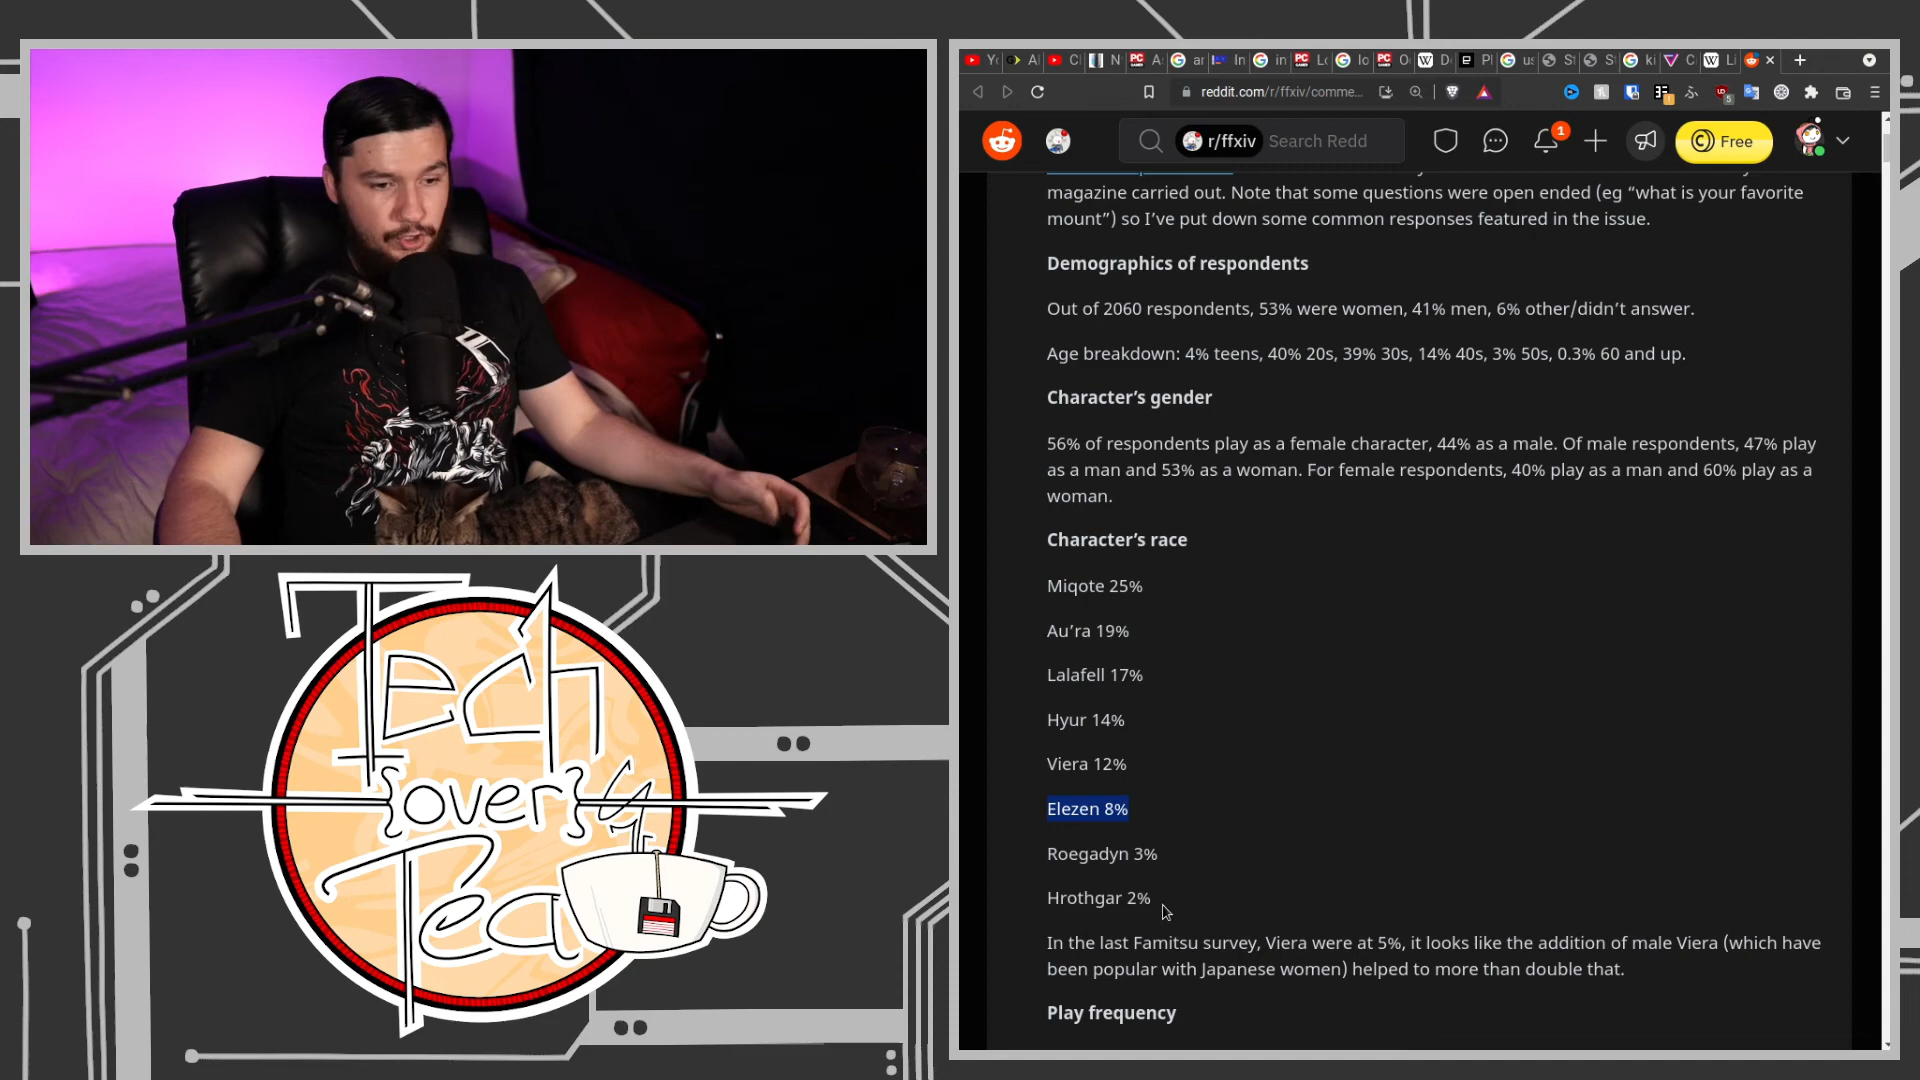 Tech
{over}
Tea
reddit.com/r/ffxiv/comme...
1
r/ffxiv Search Redd
Free
magazine carried out. Note that some questions were open ended (eg “what is your favorite
mount”) so I’ve put down some common responses featured in the issue.
Demographics of respondents
Out of 2060 respondents, 53% were women, 41% men, 6% other/didn’t answer.
Age breakdown: 4% teens, 40% 20s, 39% 30s, 14% 40s, 3% 50s, 0.3% 60 and up.
Character’s gender
56% of respondents play as a female character, 44% as a male. Of male respondents, 47% play
as a man and 53% as a woman. For female respondents, 40% play as a man and 60% play as a
woman.
Character’s race
Miqote 25%
Au’ra 19%
Lalafell 17%
Hyur 14%
Viera 12%
Elezen 8%
Roegadyn 3%
Hrothgar 2%
In the last Famitsu survey, Viera were at 5%, it looks like the addition of male Viera (which have
been popular with Japanese women) helped to more than double that.
Play frequency